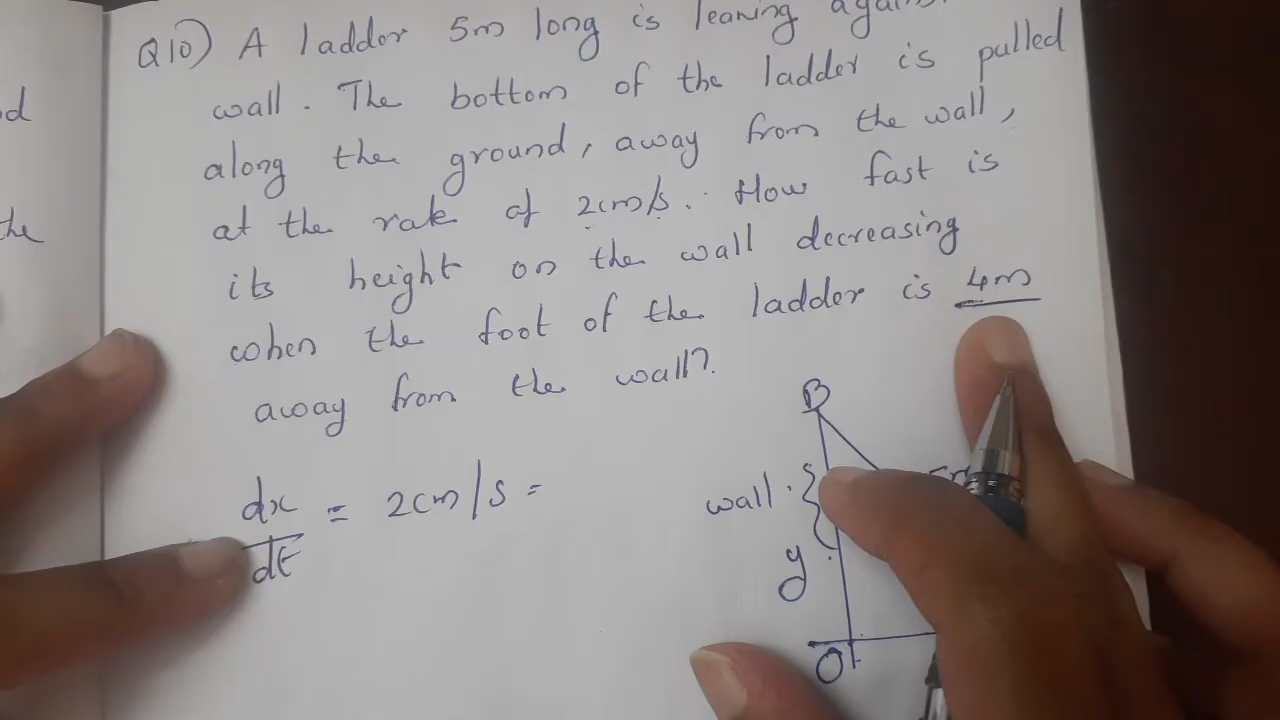 Q10) A ladder 5m long is leaning
wall. The bottom of the ladder is pulled
along the ground, away from the wall,
at the rate of 2cm/s. How fast is
its height on the wall decreasing
when the foot of the ladder is 4m
away from the wall?
dx/dt = 2cm/s =
B
wall
y
O
the